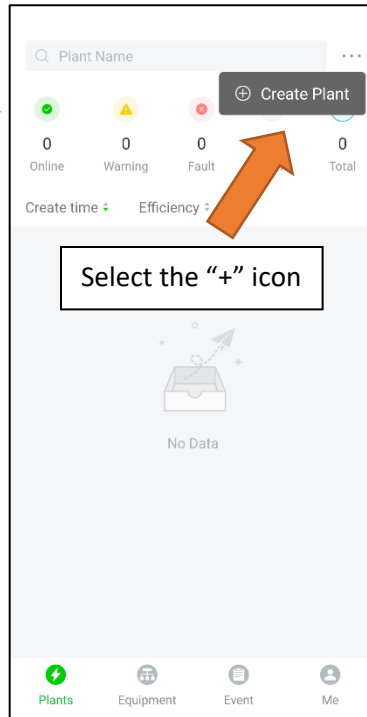 Plant Name
Create Plant
0 0 0 0
Online Warning Fault Total
Create time Efficiency
Select the “+” icon
No Data
Plants Equipment Event Me